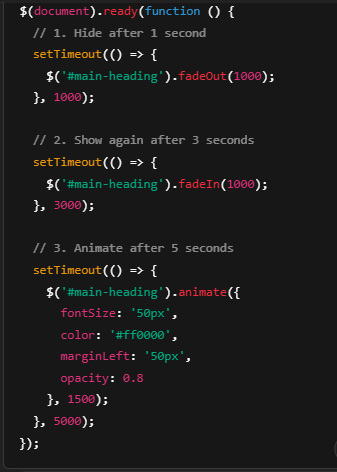 $(document).ready(function () {
  // 1. Hide after 1 second
  setTimeout(() => {
    $('#main-heading').fadeOut(1000);
  }, 1000);

  // 2. Show again after 3 seconds
  setTimeout(() => {
    $('#main-heading').fadeIn(1000);
  }, 3000);

  // 3. Animate after 5 seconds
  setTimeout(() => {
    $('#main-heading').animate({
      fontSize: '50px',
      color: '#ff0000',
      marginLeft: '50px',
      opacity: 0.8
    }, 1500);
  }, 5000);
});